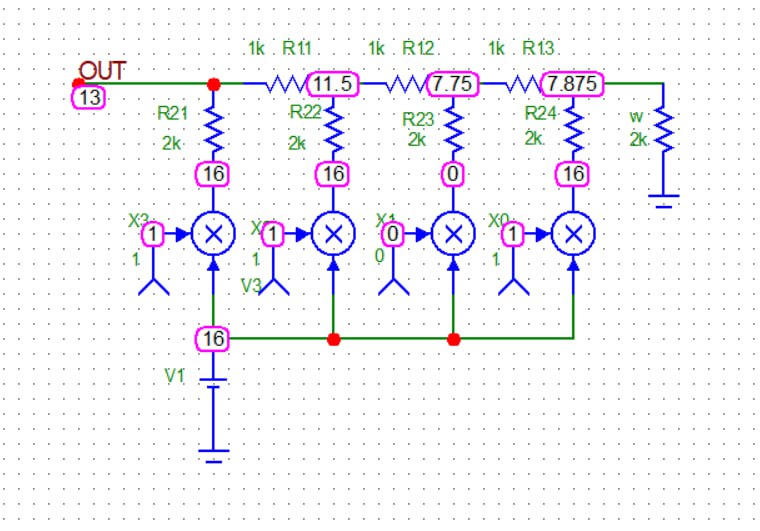 1k R11 1k R12 1k R13
OUT
13 11.5 7.75 7.875
R21 R22 R23 R24 w
2k 2k 2k 2k 2k
16 16 0 16
X3 X1 X0
1 1 0 1
1 1 0 1
V3
16
V1